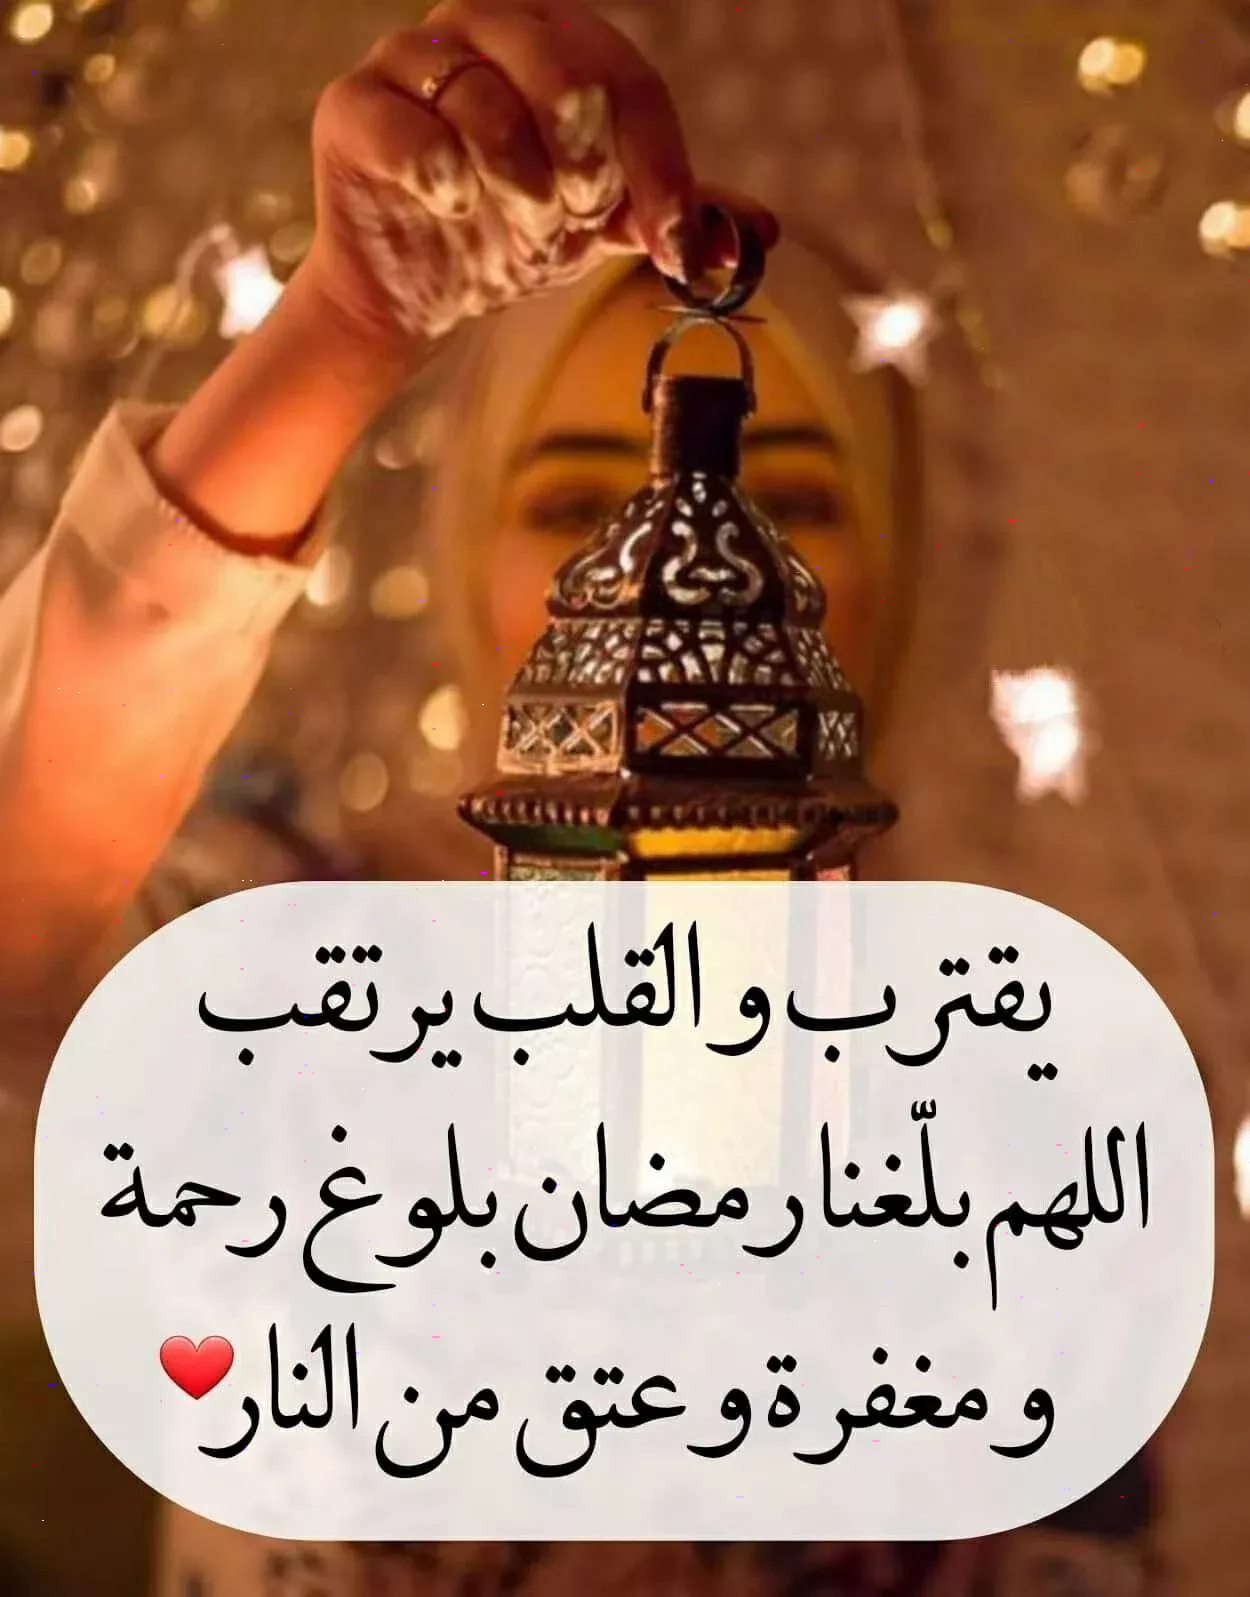 يقترب و القلب يرتقب
اللهم بلّغنا رمضان بلوغ رحمة
و مغفرة و عتق من النار❤️